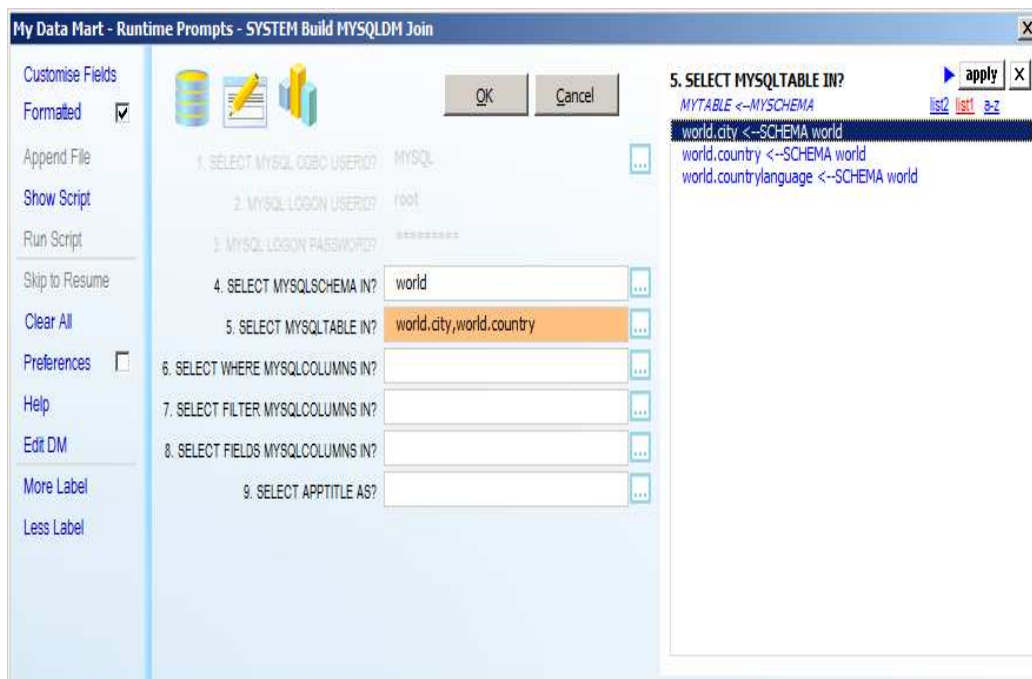 My Data Mart - Runtime Prompts - SYSTEM Build MYSQLDM Join
X
Customise Fields
Formatted
Append File
Show Script
Run Script
Skip to Resume
Clear All
Preferences
Help
Edit DM
More Label
Less Label
OK
Cancel
1. SELECT MYSQL ODBC USERID? MYSQL ...
2. MYSQL LOGON USERID? root
3. MYSQL LOGON PASSWORD? *********
4. SELECT MYSQLSCHEMA IN? world ...
5. SELECT MYSQLTABLE IN? world.city,world.country ...
6. SELECT WHERE MYSQLCOLUMNS IN? ...
7. SELECT FILTER MYSQLCOLUMNS IN? ...
8. SELECT FIELDS MYSQLCOLUMNS IN? ...
9. SELECT APPTITLE AS? ...
5. SELECT MYSQLTABLE IN? apply X
MYTABLE <--MYSCHEMA list2 list1 a-z
world.city <--SCHEMA world
world.country <--SCHEMA world
world.countrylanguage <--SCHEMA world